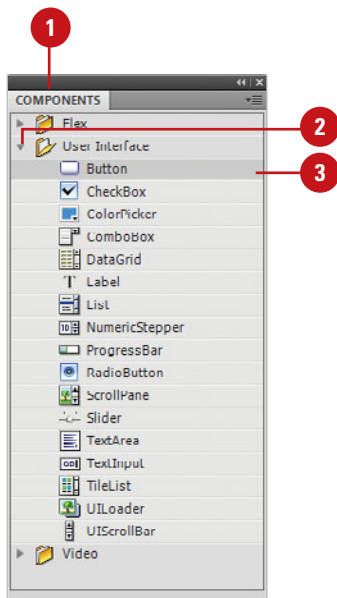 1
COMPONENTS
Flex
2
User Interface
Button
3
CheckBox
ColorPicker
ComboBox
DataGrid
T Label
List
10 NumericStepper
ProgressBar
RadioButton
ScrollPane
Slider
TextArea
TextInput
TileList
UILoader
UIScrollBar
Video